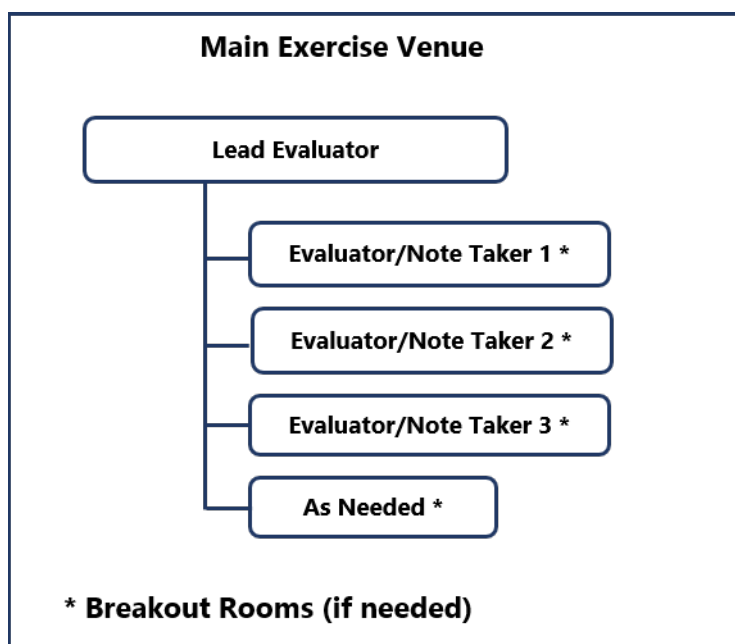 Main Exercise Venue
Lead Evaluator
Evaluator/Note Taker 1 *
Evaluator/Note Taker 2 *
Evaluator/Note Taker 3 *
As Needed *
* Breakout Rooms (if needed)